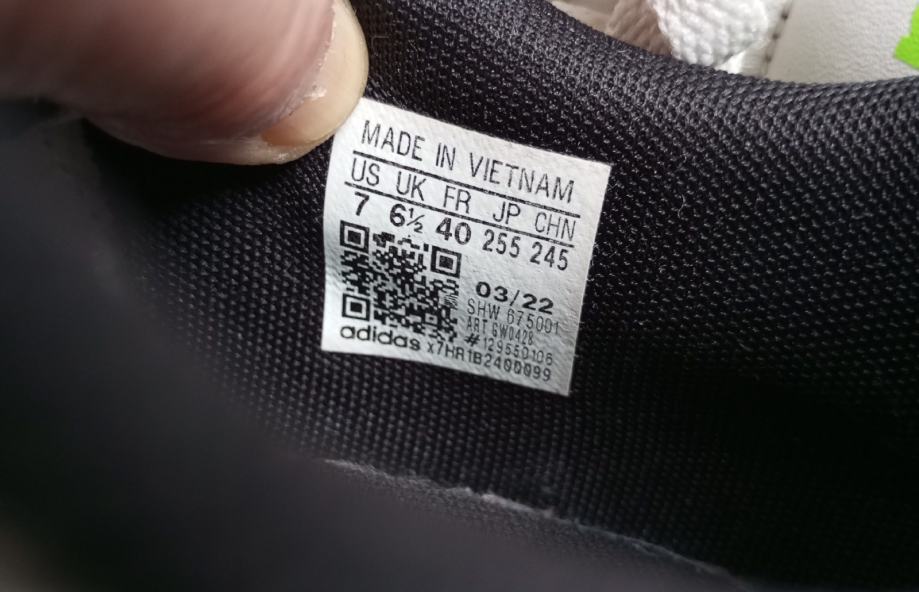 MADE IN VIETNAM
US UK FR JP CHN
7 6½ 40 255 245
03/22
SHW 675001
ART GW0428
# 129550106
adidas X7HR1B240D099